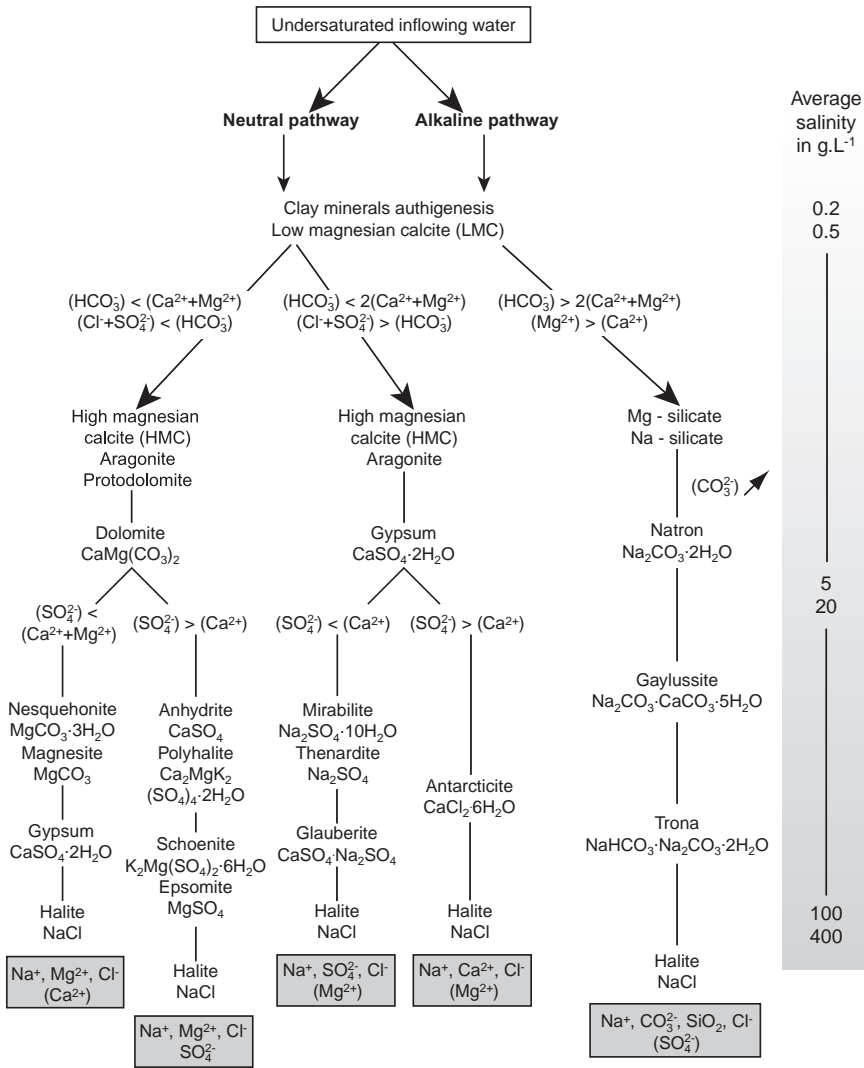 Undersaturated inflowing water
Neutral pathway
Alkaline pathway
Clay minerals authigenesis
Low magnesian calcite (LMC)
(HCO₃⁻) < (Ca²⁺+Mg²⁺)
(Cl⁻+SO₄²⁻) < (HCO₃⁻)
(HCO₃⁻) < 2(Ca²⁺+Mg²⁺)
(Cl⁻+SO₄²⁻) > (HCO₃⁻)
(HCO₃⁻) > 2(Ca²⁺+Mg²⁺)
(Mg²⁺) > (Ca²⁺)
High magnesian
calcite (HMC)
Aragonite
Protodolomite
Dolomite
CaMg(CO₃)₂
(SO₄²⁻) <
(Ca²⁺+Mg²⁺)
Nesquehonite
MgCO₃·3H₂O
Magnesite
MgCO₃
Gypsum
CaSO₄·2H₂O
Halite
NaCl
Na⁺, Mg²⁺, Cl⁻
(Ca²⁺)
(SO₄²⁻) > (Ca²⁺)
Anhydrite
CaSO₄
Polyhalite
Ca₂MgK₂
(SO₄)₄·2H₂O
Schoenite
K₂Mg(SO₄)₂·6H₂O
Epsomite
MgSO₄
Halite
NaCl
Na⁺, Mg²⁺, Cl⁻
SO₄²⁻
High magnesian
calcite (HMC)
Aragonite
Gypsum
CaSO₄·2H₂O
(SO₄²⁻) < (Ca²⁺)
Mirabilite
Na₂SO₄·10H₂O
Thenardite
Na₂SO₄
Glauberite
CaSO₄·Na₂SO₄
Halite
NaCl
Na⁺, SO₄²⁻, Cl⁻
(Mg²⁺)
(SO₄²⁻) > (Ca²⁺)
Antarcticite
CaCl₂·6H₂O
Halite
NaCl
Na⁺, Ca²⁺, Cl⁻
(Mg²⁺)
Mg - silicate
Na - silicate
(CO₃²⁻)
Natron
Na₂CO₃·2H₂O
Gaylussite
Na₂CO₃·CaCO₃·5H₂O
Trona
NaHCO₃·Na₂CO₃·2H₂O
Halite
NaCl
Na⁺, CO₃²⁻, SiO₂, Cl⁻
(SO₄²⁻)
Average
salinity
in g.L⁻¹
0.2
0.5
5
20
100
400